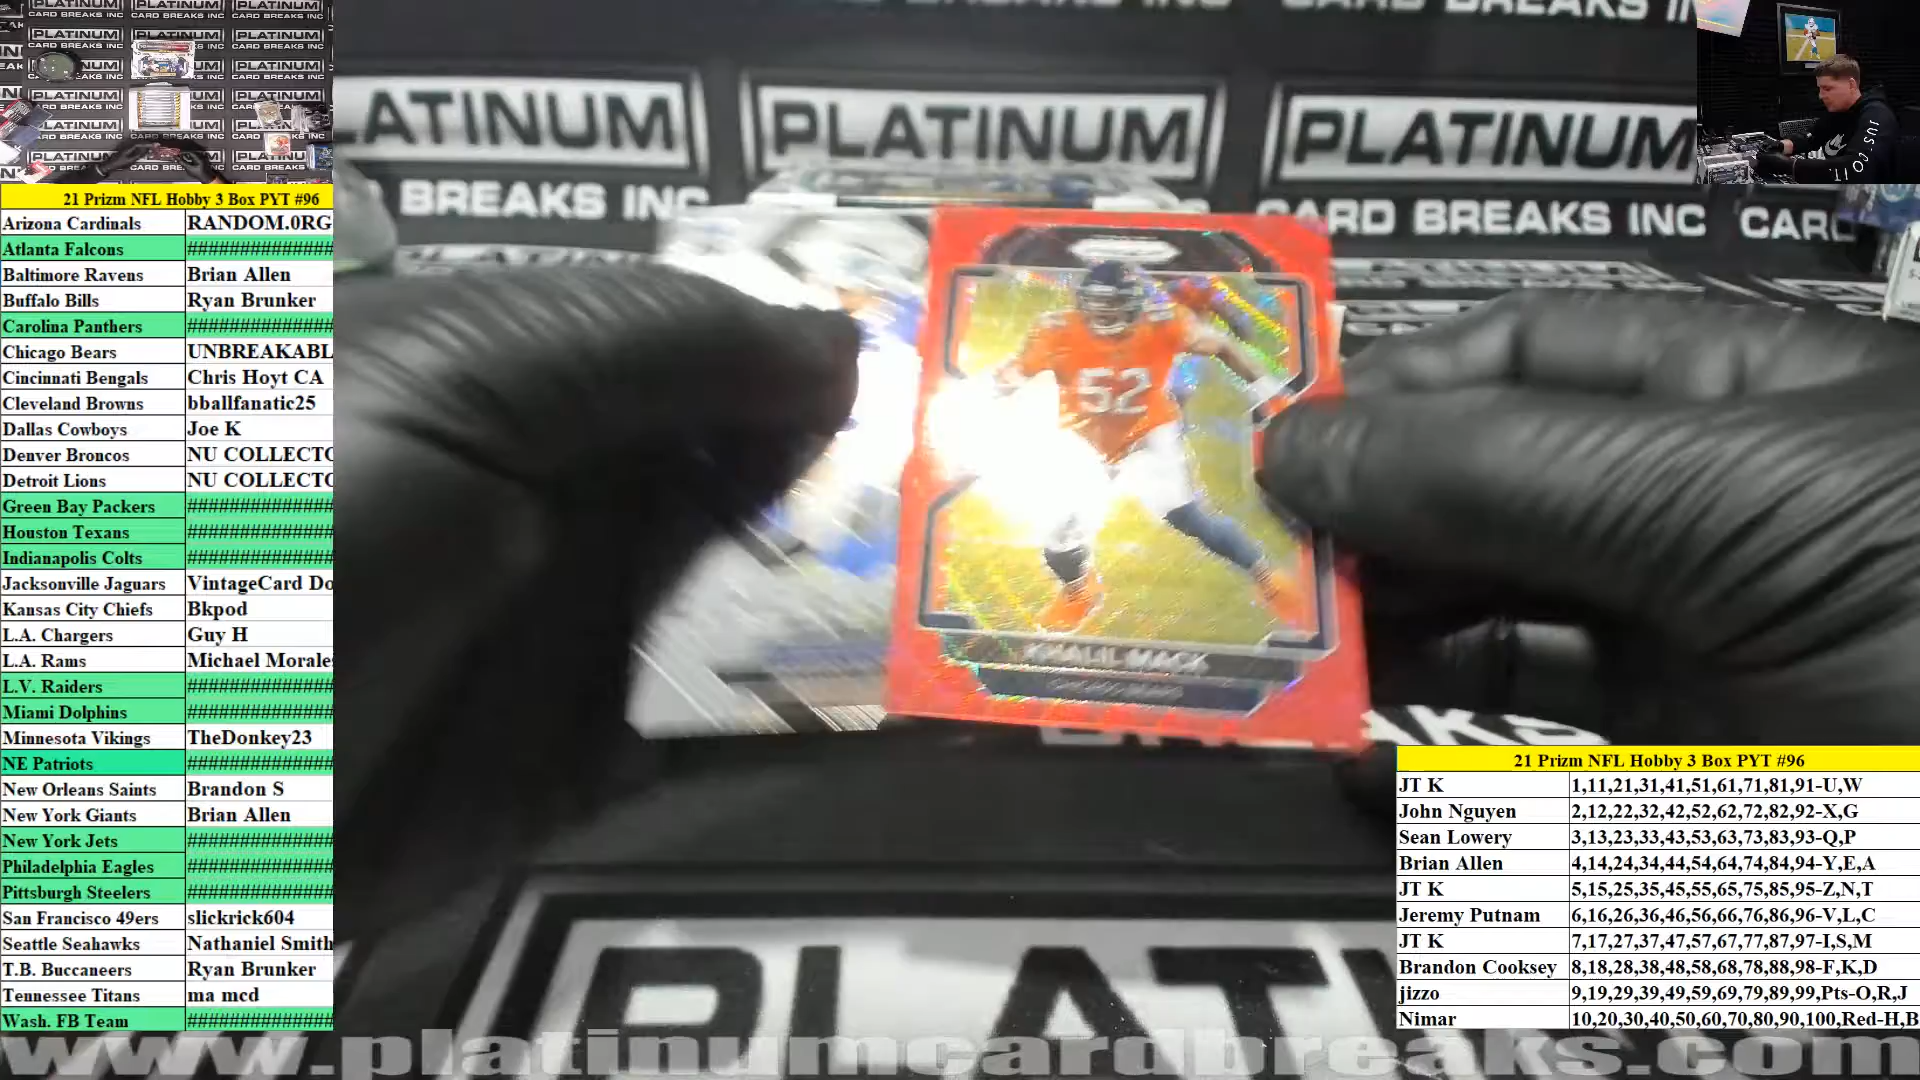 PLATINUM PLATINUM PLATINUM
CARD BREAKS INC CARD BREAKS INC CARD BREAKS INC
LATINUM PLATINUM PLATINUM
BREAKS INC CARD BREAKS INC CARD
52
KHALIL MACK
21 Prizm NFL Hobby 3 Box PYT #96
Arizona Cardinals RANDOM.0RG
Atlanta Falcons ################
Baltimore Ravens Brian Allen
Buffalo Bills Ryan Brunker
Carolina Panthers ################
Chicago Bears UNBREAKABL
Cincinnati Bengals Chris Hoyt CA
Cleveland Browns bballfanatic25
Dallas Cowboys Joe K
Denver Broncos NU COLLECTO
Detroit Lions NU COLLECTO
Green Bay Packers ################
Houston Texans ################
Indianapolis Colts ################
Jacksonville Jaguars VintageCard Do
Kansas City Chiefs Bkpod
L.A. Chargers Guy H
L.A. Rams Michael Morales
L.V. Raiders ################
Miami Dolphins ################
Minnesota Vikings TheDonkey23
NE Patriots ################
New Orleans Saints Brandon S
New York Giants Brian Allen
New York Jets ################
Philadelphia Eagles ################
Pittsburgh Steelers ################
San Francisco 49ers slickrick604
Seattle Seahawks Nathaniel Smith
T.B. Buccaneers Ryan Brunker
Tennessee Titans ma mcd
Wash. FB Team ################
21 Prizm NFL Hobby 3 Box PYT #96
JT K 1,11,21,31,41,51,61,71,81,91-U,W
John Nguyen 2,12,22,32,42,52,62,72,82,92-X,G
Sean Lowery 3,13,23,33,43,53,63,73,83,93-Q,P
Brian Allen 4,14,24,34,44,54,64,74,84,94-Y,E,A
JT K 5,15,25,35,45,55,65,75,85,95-Z,N,T
Jeremy Putnam 6,16,26,36,46,56,66,76,86,96-V,L,C
JT K 7,17,27,37,47,57,67,77,87,97-I,S,M
Brandon Cooksey 8,18,28,38,48,58,68,78,88,98-F,K,D
jizzo 9,19,29,39,49,59,69,79,89,99,Pts-O,R,J
Nimar 10,20,30,40,50,60,70,80,90,100,Red-H,B
PLATI
www.platinumcardbreaks.com